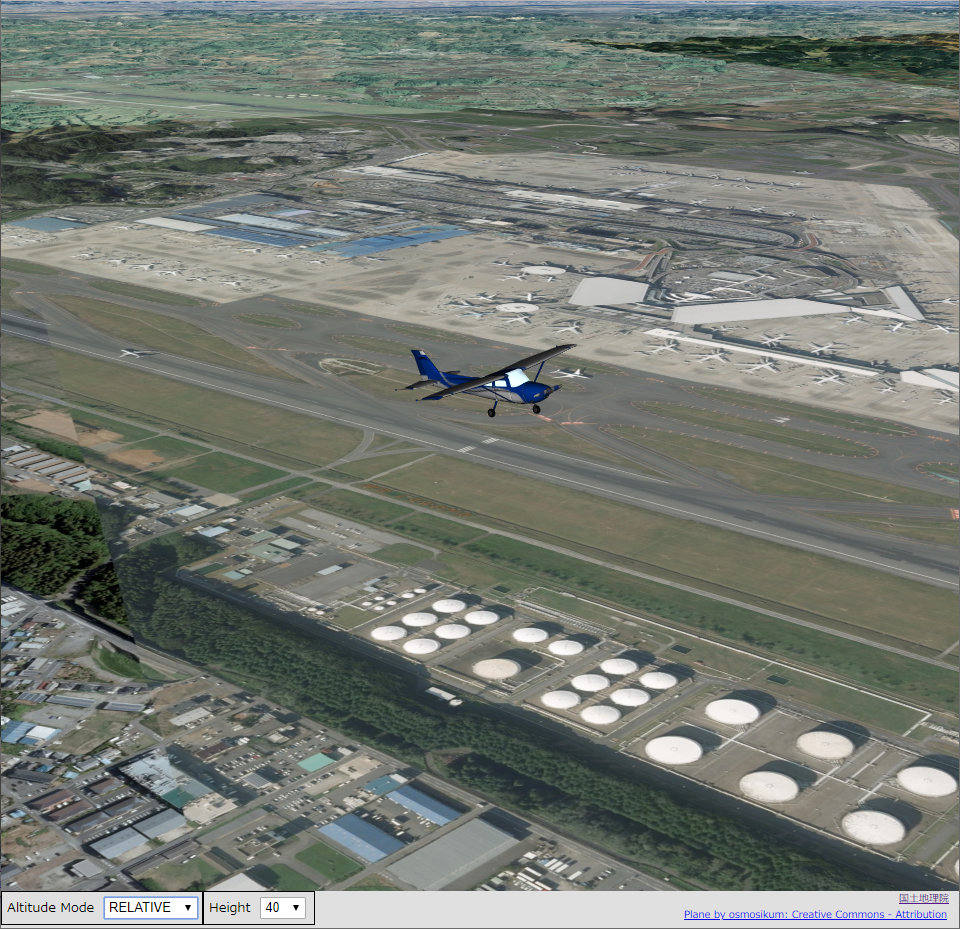 国土地理院
Altitude Mode RELATIVE Height 40
Plane by osmosikum: Creative Commons - Attribution